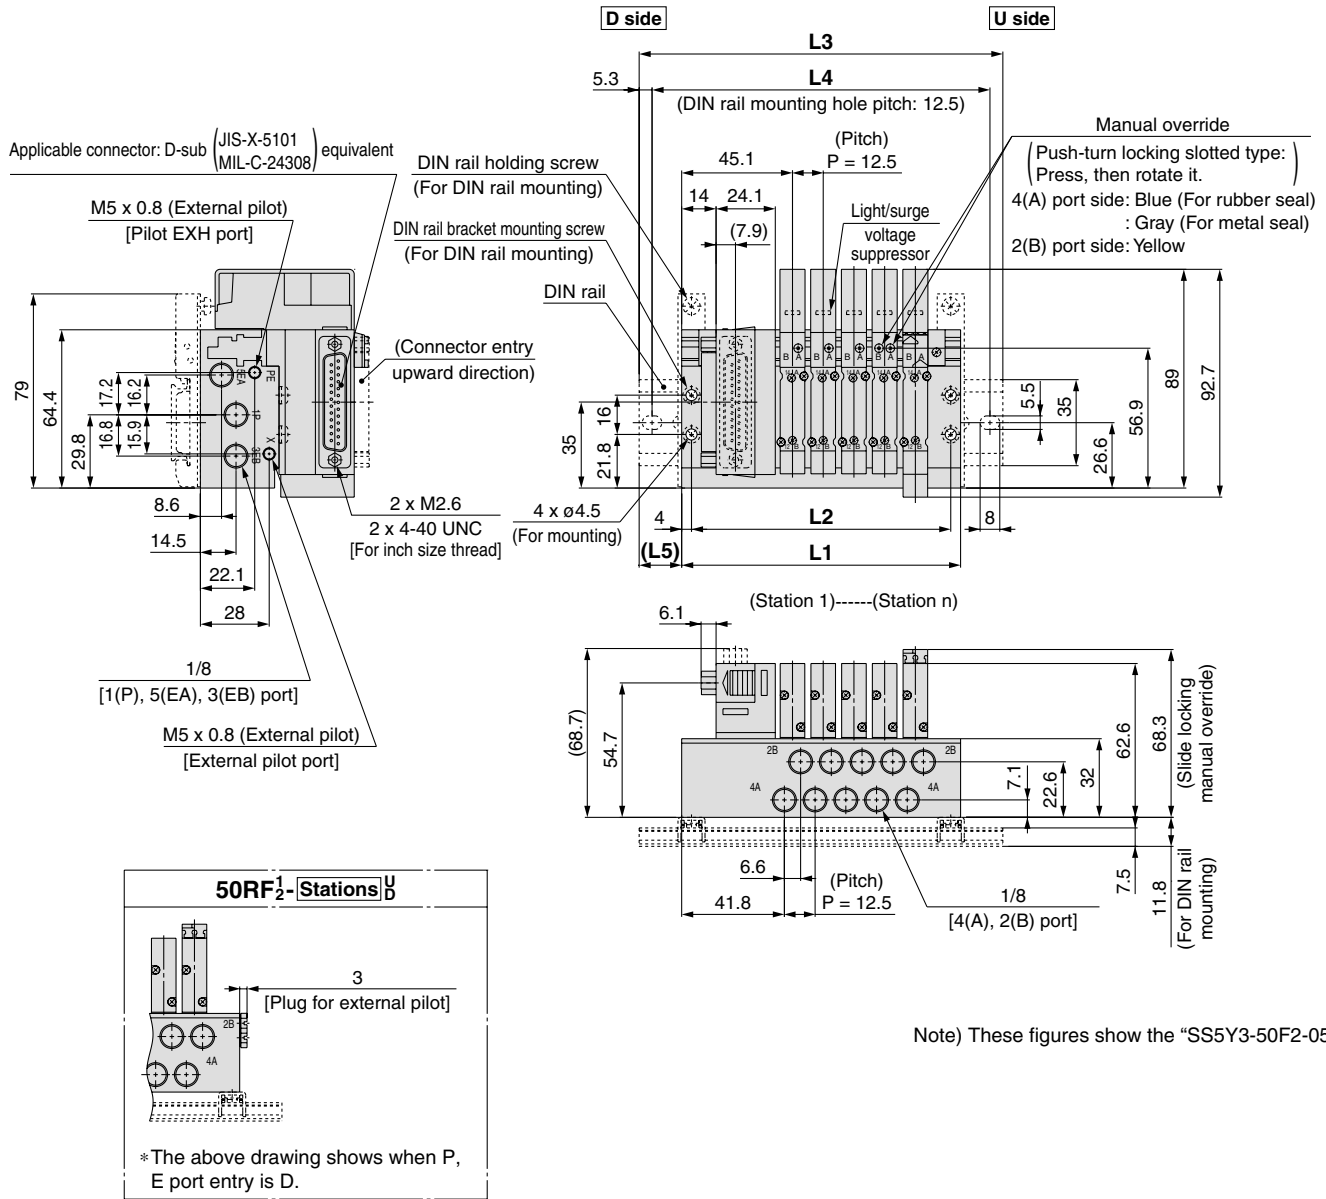 D side
U side
L3
5.3
L4
(DIN rail mounting hole pitch: 12.5)
Applicable connector: D-sub (JIS-X-5101
MIL-C-24308) equivalent
M5 x 0.8 (External pilot)
[Pilot EXH port]
DIN rail holding screw
(For DIN rail mounting)
DIN rail bracket mounting screw
(For DIN rail mounting)
DIN rail
(Connector entry
upward direction)
45.1
(Pitch)
P = 12.5
14
24.1
(7.9)
Light/surge
voltage
suppressor
Manual override
(Push-turn locking slotted type:
Press, then rotate it.)
4(A) port side: Blue (For rubber seal)
: Gray (For metal seal)
2(B) port side: Yellow
79
64.4
29.8
17.2
16.2
16.8
15.9
5EA
PE
1P
X
3EB
8.6
14.5
22.1
28
2 x M2.6
2 x 4-40 UNC
[For inch size thread]
1/8
[1(P), 5(EA), 3(EB) port]
M5 x 0.8 (External pilot)
[External pilot port]
35
16
21.8
4 x ø4.5
(For mounting)
B A B A B A B A B A
5.5
35
26.6
56.9
89
92.7
4
L2
8
(L5)
L1
(Station 1)------(Station n)
6.1
(68.7)
54.7
2B
2B
4A
4A
7.1
22.6
32
62.6
68.3
(Slide locking
manual override)
6.6
41.8
(Pitch)
P = 12.5
1/8
[4(A), 2(B) port]
7.5
11.8
(For DIN rail
mounting)
50RF½-Stations U
D
3
[Plug for external pilot]
2B
4A
*The above drawing shows when P,
E port entry is D.
Note) These figures show the “SS5Y3-50F2-05